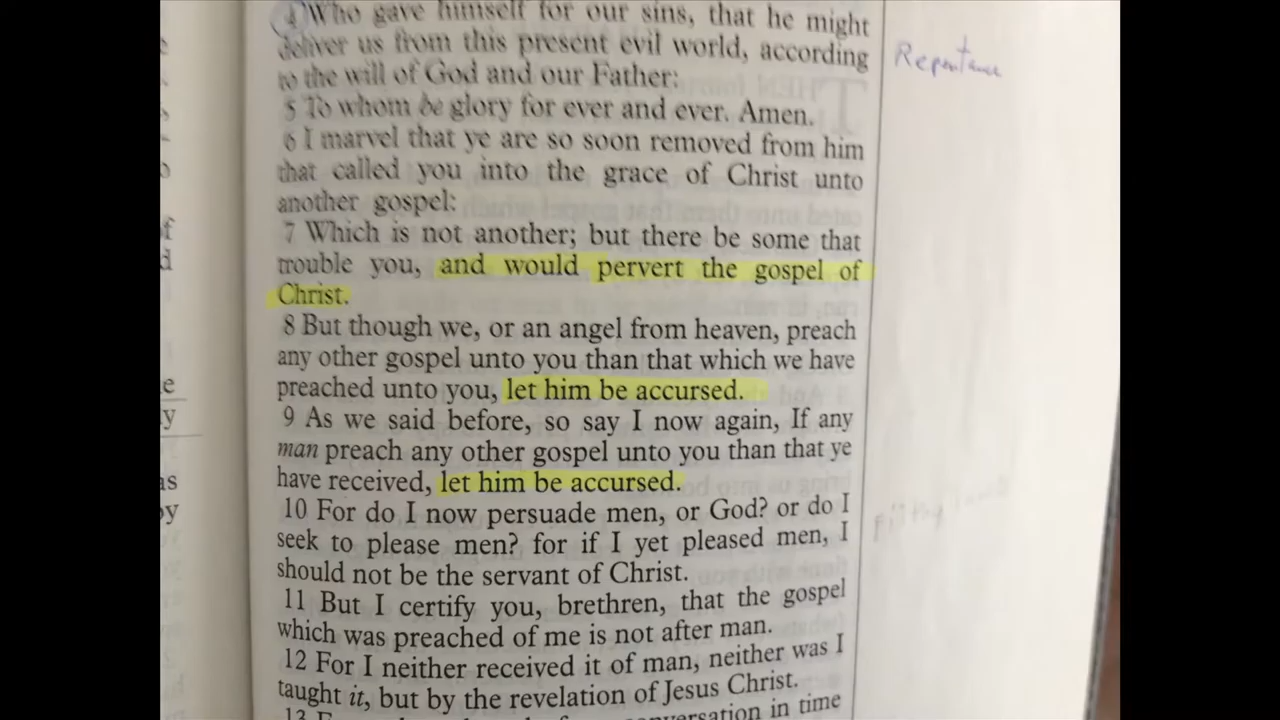 4 Who gave himself for our sins, that he might
deliver us from this present evil world, according
to the will of God and our Father:
5 To whom be glory for ever and ever. Amen.
6 I marvel that ye are so soon removed from him
that called you into the grace of Christ unto
another gospel:
7 Which is not another; but there be some that
trouble you, and would pervert the gospel of
Christ.
8 But though we, or an angel from heaven, preach
any other gospel unto you than that which we have
preached unto you, let him be accursed.
9 As we said before, so say I now again, If any
man preach any other gospel unto you than that ye
have received, let him be accursed.
10 For do I now persuade men, or God? or do I
seek to please men? for if I yet pleased men, I
should not be the servant of Christ.
11 But I certify you, brethren, that the gospel
which was preached of me is not after man.
12 For I neither received it of man, neither was I
taught it, but by the revelation of Jesus Christ.
in time
Repentance